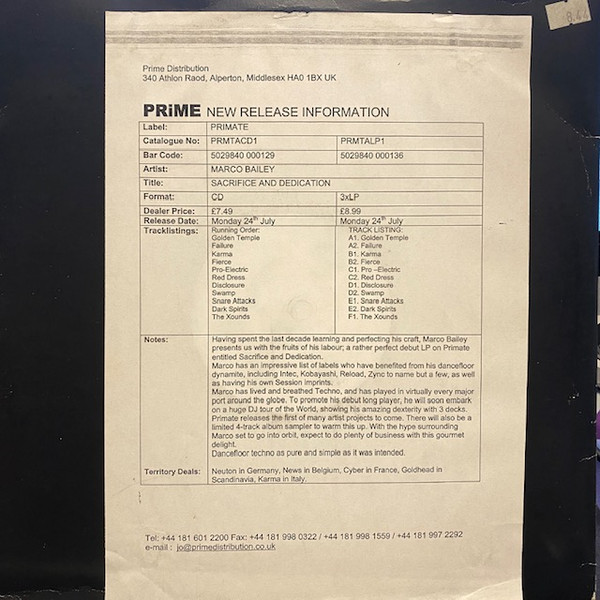 8.44
Prime Distribution
340 Athlon Raod, Alperton, Middlesex HA0 1BX UK
PRiME NEW RELEASE INFORMATION
Label: PRIMATE
Catalogue No: PRMTACD1 PRMTALP1
Bar Code: 5029840 000129 5029840 000136
Artist: MARCO BAILEY
Title: SACRIFICE AND DEDICATION
Format: CD 3xLP
Dealer Price: £7.49 £8.99
Release Date: Monday 24th July Monday 24th July
Tracklistings: Running Order: TRACK LISTING:
Golden Temple A1. Golden Temple
Failure A2. Failure
Karma B1. Karma
Fierce B2. Fierce
Pro-Electric C1. Pro –Electric
Red Dress C2. Red Dress
Disclosure D1. Disclosure
Swamp D2. Swamp
Snare Attacks E1. Snare Attacks
Dark Spirits E2. Dark Spirits
The Xounds F1. The Xounds
Notes: Having spent the last decade learning and perfecting his craft, Marco Bailey
presents us with the fruits of his labour; a rather perfect debut LP on Primate
entitled Sacrifice and Dedication.
Marco has an impressive list of labels who have benefited from his dancefloor
dynamite, including Intec, Kobayashi, Reload, Zync to name but a few, as well
as having his own Session imprints.
Marco has lived and breathed Techno, and has played in virtually every major
port around the globe. To promote his debut long player, he will soon embark
on a huge DJ tour of the World, showing his amazing dexterity with 3 decks.
Primate releases the first of many artist projects to come. There will also be a
limited 4-track album sampler to warm this up. With the hype surrounding
Marco set to go into orbit, expect to do plenty of business with this gourmet
delight.
Dancefloor techno as pure and simple as it was intended.
Territory Deals: Neuton in Germany, News in Belgium, Cyber in France, Goldhead in
Scandinavia, Karma in Italy.
Tel: +44 181 601 2200 Fax: +44 181 998 0322 / +44 181 998 1559 / +44 181 997 2292
e-mail : jo@primedistribution.co.uk